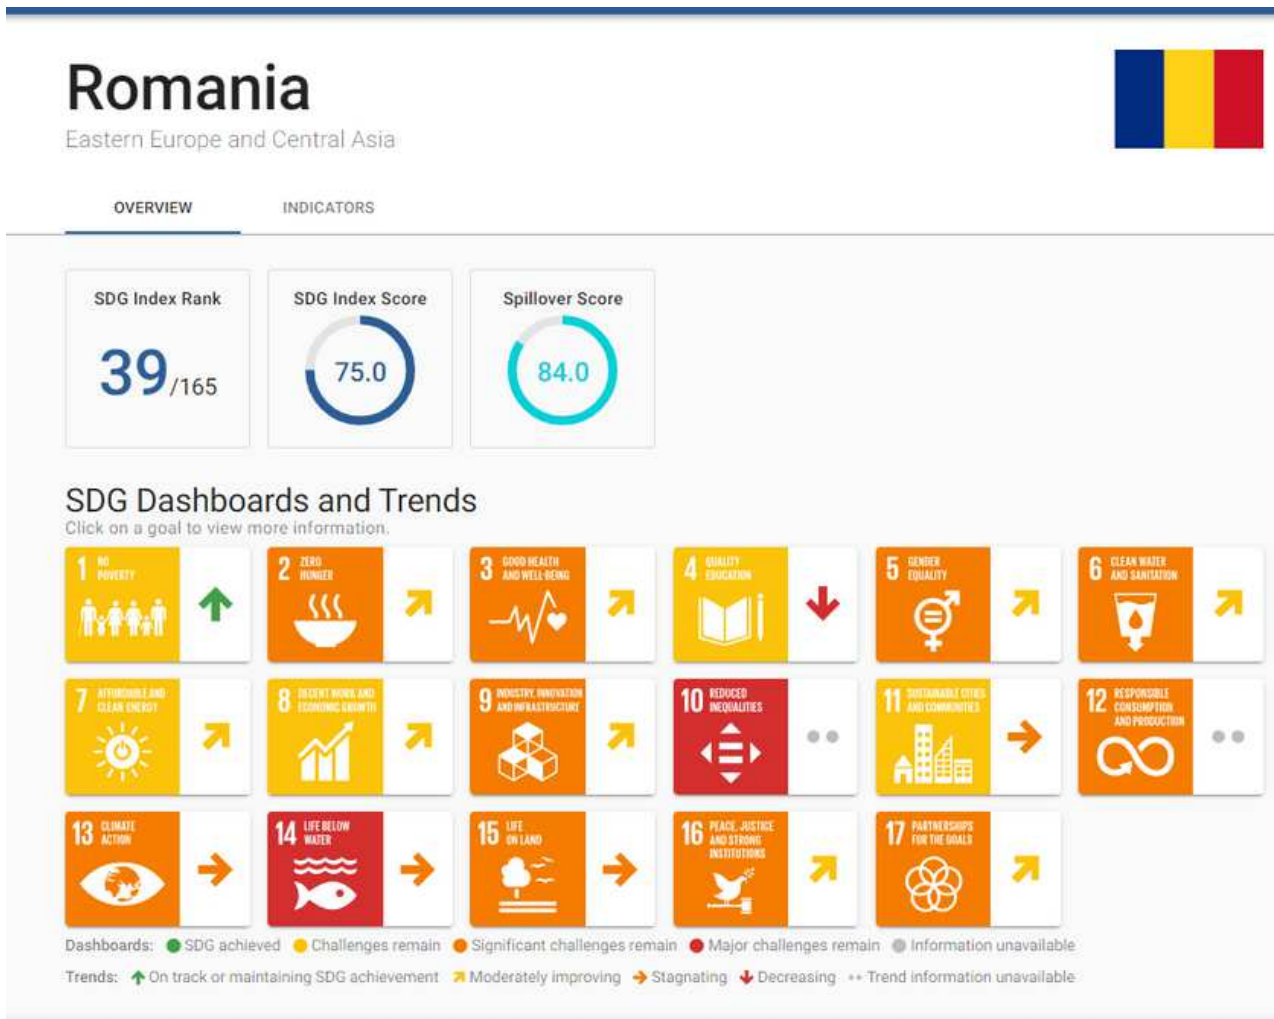 Romania
Eastern Europe and Central Asia
OVERVIEW INDICATORS
SDG Index Rank
39/165
SDG Index Score
75.0
Spillover Score
84.0
SDG Dashboards and Trends
Click on a goal to view more information.
1 NO
POVERTY
2 ZERO
HUNGER
3 GOOD HEALTH
AND WELL-BEING
4 QUALITY
EDUCATION
5 GENDER
EQUALITY
6 CLEAN WATER
AND SANITATION
7 AFFORDABLE AND
CLEAN ENERGY
8 DECENT WORK AND
ECONOMIC GROWTH
9 INDUSTRY, INNOVATION
AND INFRASTRUCTURE
10 REDUCED
INEQUALITIES
11 SUSTAINABLE CITIES
AND COMMUNITIES
12 RESPONSIBLE
CONSUMPTION
AND PRODUCTION
13 CLIMATE
ACTION
14 LIFE BELOW
WATER
15 LIFE
ON LAND
16 PEACE, JUSTICE
AND STRONG
INSTITUTIONS
17 PARTNERSHIPS
FOR THE GOALS
Dashboards: SDG achieved Challenges remain Significant challenges remain Major challenges remain Information unavailable
Trends: On track or maintaining SDG achievement Moderately improving Stagnating Decreasing Trend information unavailable